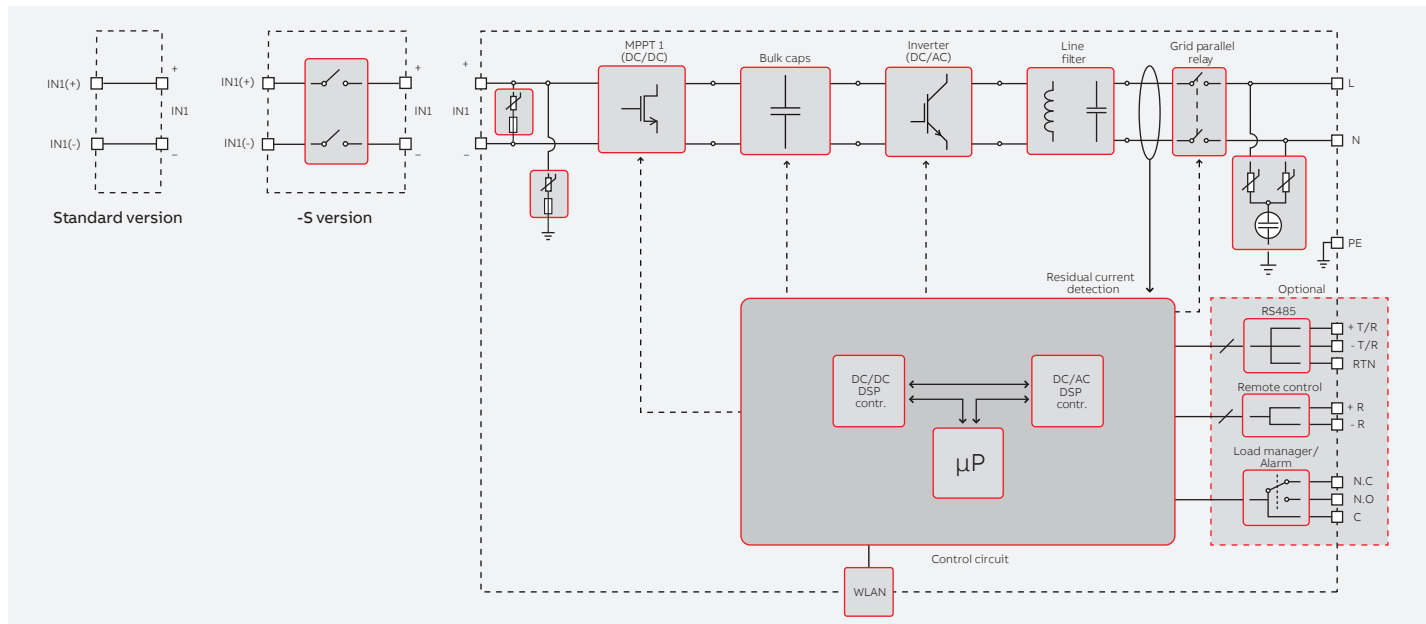 IN1(+)
+
IN1
IN1(-)
–
Standard version
IN1(+)
+
IN1
IN1(-)
–
-S version
+
IN1
–
MPPT 1
(DC/DC)
Bulk caps
Inverter
(DC/AC)
Line
filter
Grid parallel
relay
L
N
PE
Residual current
detection
Optional
RS485
+ T/R
- T/R
RTN
Remote control
+ R
- R
Load manager/
Alarm
N.C
N.O
C
DC/DC
DSP
contr.
DC/AC
DSP
contr.
µP
Control circuit
WLAN